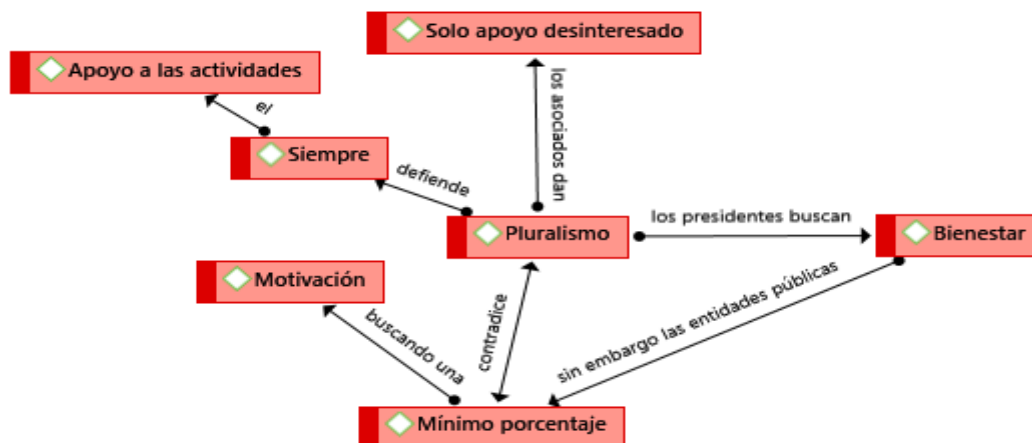 Solo apoyo desinteresado
Apoyo a las actividades
el
los asociados dan
Siempre
defiende
Pluralismo
los presidentes buscan
Bienestar
Motivación
buscando una
contradice
sin embargo las entidades públicas
Mínimo porcentaje